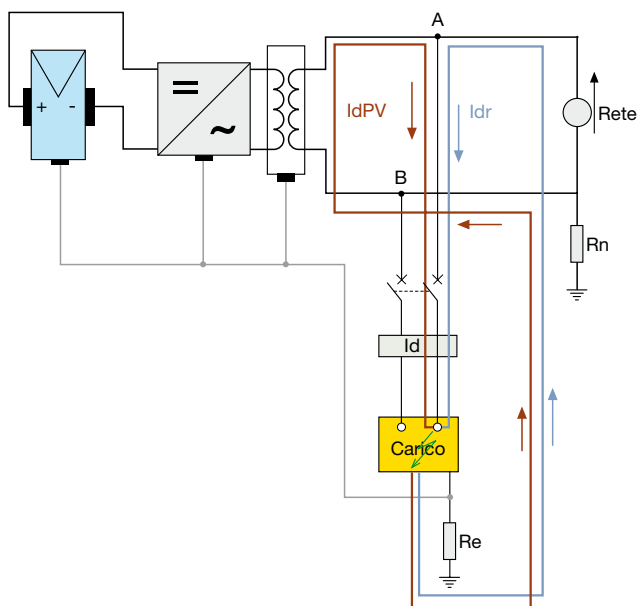 A
+ -
=
~
IdPV
Idr
Rete
B
Rn
Id
Carico
Re